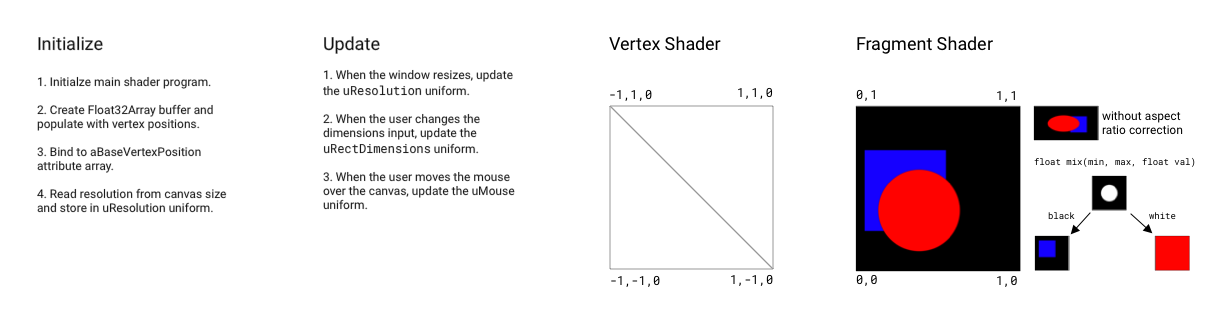 Initialize
1. Initialze main shader program.
2. Create Float32Array buffer and
populate with vertex positions.
3. Bind to aBaseVertexPosition
attribute array.
4. Read resolution from canvas size
and store in uResolution uniform.
Update
1. When the window resizes, update
the uResolution uniform.
2. When the user changes the
dimensions input, update the
uRectDimensions uniform.
3. When the user moves the mouse
over the canvas, update the uMouse
uniform.
Vertex Shader
-1,1,0
1,1,0
-1,-1,0
1,-1,0
Fragment Shader
0,1
1,1
0,0
1,0
without aspect
ratio correction
float mix(min, max, float val)
black
white